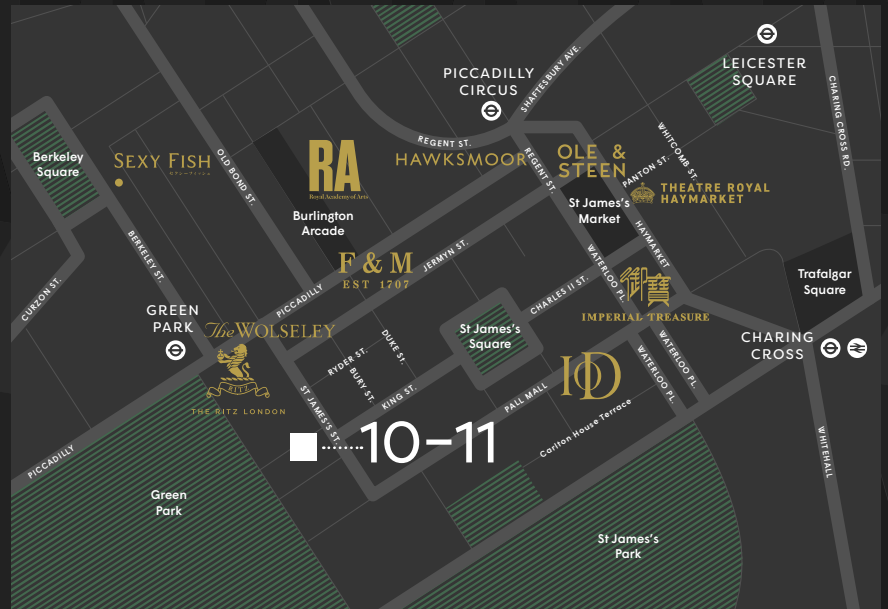 LEICESTER
SQUARE
PICCADILLY
CIRCUS
SHAFTESBURY AVE.
CHARING CROSS RD.
Berkeley
Square
SEXY FISH
OLD BOND ST.
RA
Royal Academy of Arts
Burlington
Arcade
REGENT ST.
HAWKSMOOR
REGENT ST.
OLE &
STEEN
WHITCOMB ST.
PANTON ST.
THEATRE ROYAL
HAYMARKET
St James's
Market
HAYMARKET
BERKELEY ST.
CURZON ST.
F & M
EST 1707
JERMYN ST.
PICCADILLY
WATERLOO PL.
CHARLES II ST.
御寶
IMPERIAL TREASURE
Trafalgar
Square
GREEN
PARK
The WOLSELEY
RITZ
THE RITZ LONDON
DUKE ST.
RYDER ST.
BURY ST.
KING ST.
ST JAMES'S ST.
St James's
Square
PALL MALL
IOD
WATERLOO PL.
WATERLOO PL.
CHARING
CROSS
Carlton House Terrace
10–11
PICCADILLY
WHITEHALL
Green
Park
St James's
Park